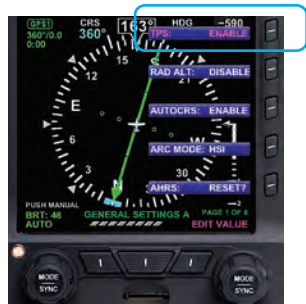 GPS1 CRS 163° HDG -590
360°/0.0 360°
0:00
TPS: ENABLE
12 15
RAD ALT: DISABLE
E
AUTOCRS: ENABLE
6
W
ARC MODE: HSI
3 30
N
AHRS: RESET?
PUSH MANUAL
BRT: 48 GENERAL SETTINGS A PAGE 1 OF 8
AUTO EDIT VALUE
MODE MODE
SYNC SYNC